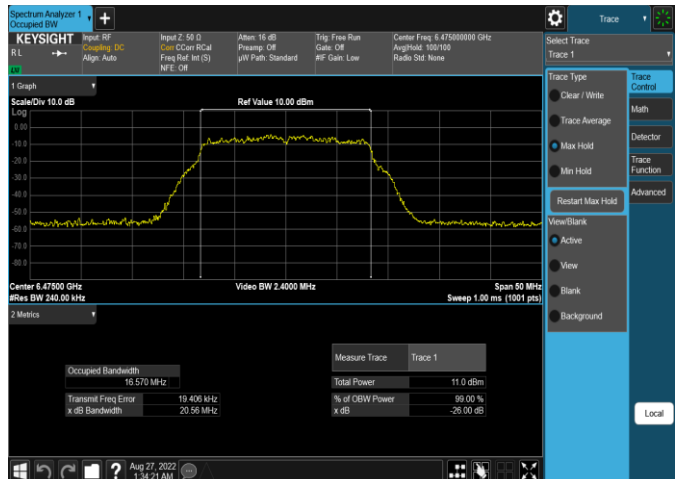 Spectrum Analyzer 1
Occupied BW
Trace
KEYSIGHT
R L
LV
Input: RF
Coupling: DC
Align: Auto
Input Z: 50 Ω
Corr CCorr RCal
Freq Ref: Int (S)
NFE: Off
Atten: 16 dB
Preamp: Off
µW Path: Standard
Trig: Free Run
Gate: Off
#IF Gain: Low
Center Freq: 6.475000000 GHz
Avg|Hold: 100/100
Radio Std: None
Select Trace
Trace 1
1 Graph
Scale/Div 10.0 dB
Ref Value 10.00 dBm
Log
0.00
-10.0
-20.0
-30.0
-40.0
-50.0
-60.0
-70.0
-80.0
Center 6.47500 GHz
Video BW 2.4000 MHz
Span 50 MHz
#Res BW 240.00 kHz
Sweep 1.00 ms (1001 pts)
Trace Type
Clear / Write
Trace Average
Max Hold
Min Hold
Restart Max Hold
View/Blank
Active
View
Blank
Background
Trace
Control
Math
Detector
Trace
Function
Advanced
Local
2 Metrics
Measure Trace Trace 1
Occupied Bandwidth
16.570 MHz
Total Power 11.0 dBm
Transmit Freq Error 19.406 kHz
% of OBW Power 99.00 %
x dB Bandwidth 20.56 MHz
x dB -26.00 dB
Aug 27, 2022
1:34:21 AM